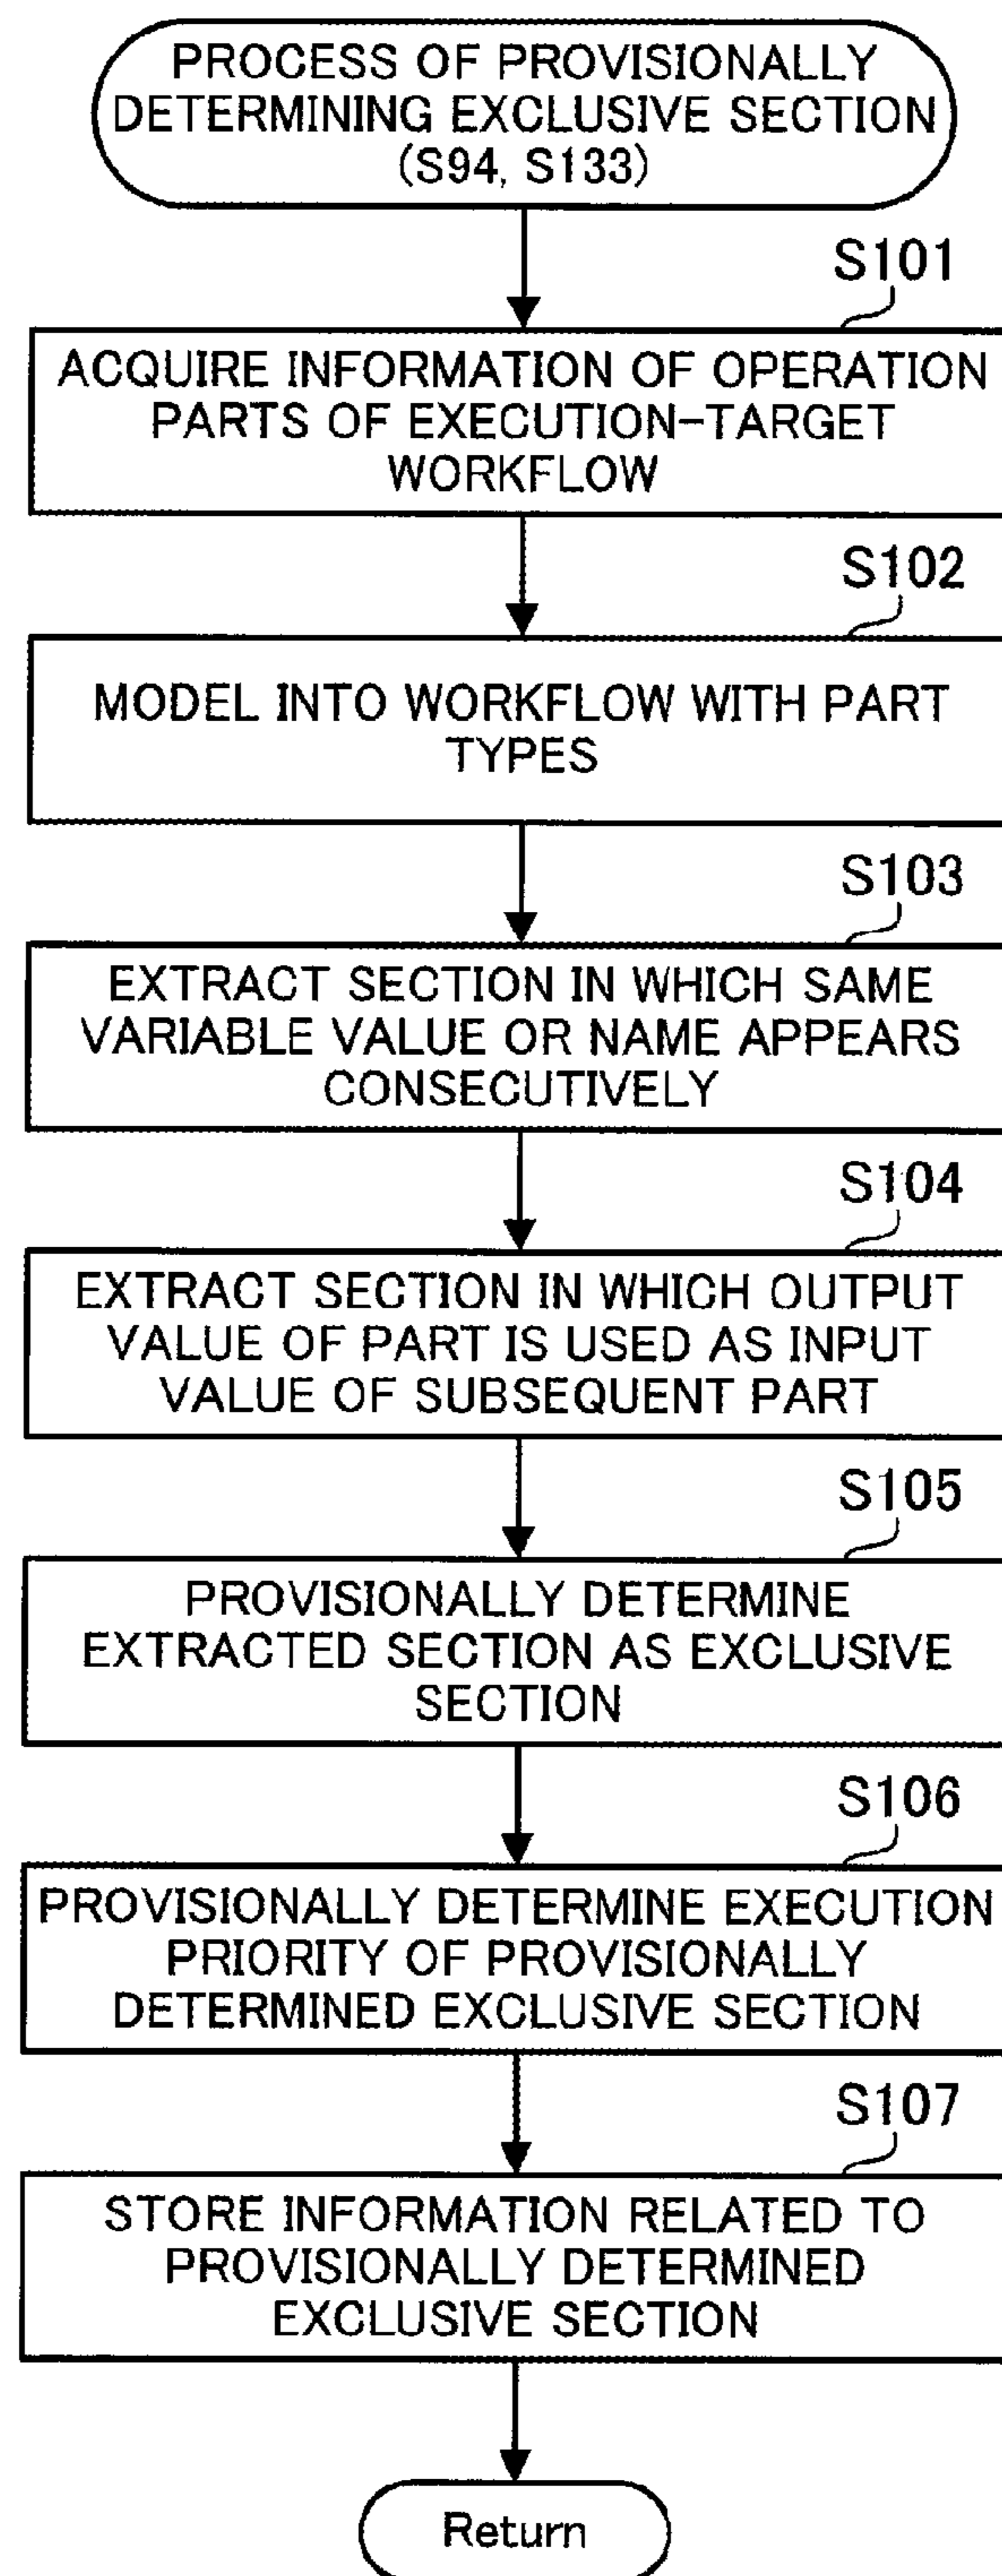 PROCESS OF PROVISIONALLY
DETERMINING EXCLUSIVE SECTION
(S94, S133)
S101
ACQUIRE INFORMATION OF OPERATION
PARTS OF EXECUTION-TARGET
WORKFLOW
S102
MODEL INTO WORKFLOW WITH PART
TYPES
S103
EXTRACT SECTION IN WHICH SAME
VARIABLE VALUE OR NAME APPEARS
CONSECUTIVELY
S104
EXTRACT SECTION IN WHICH OUTPUT
VALUE OF PART IS USED AS INPUT
VALUE OF SUBSEQUENT PART
S105
PROVISIONALLY DETERMINE
EXTRACTED SECTION AS EXCLUSIVE
SECTION
S106
PROVISIONALLY DETERMINE EXECUTION
PRIORITY OF PROVISIONALLY
DETERMINED EXCLUSIVE SECTION
S107
STORE INFORMATION RELATED TO
PROVISIONALLY DETERMINED
EXCLUSIVE SECTION
Return